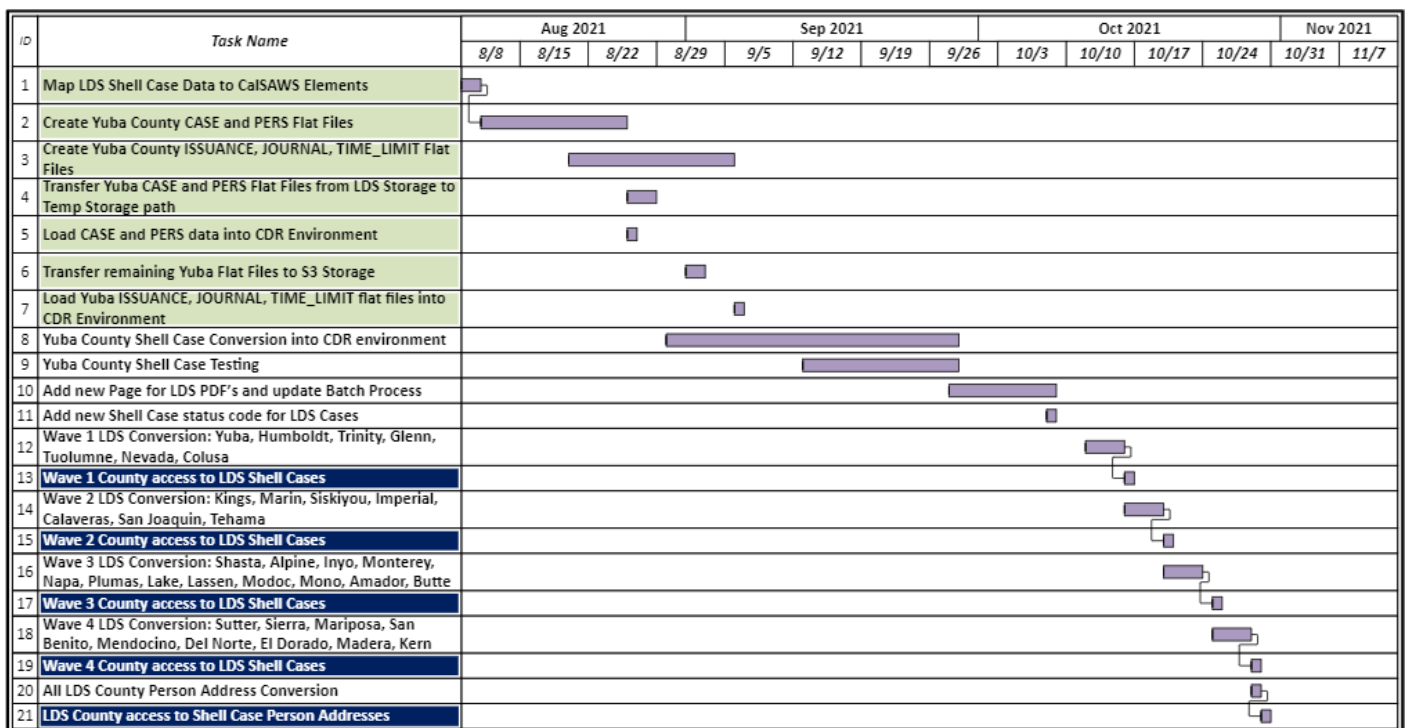 ID
Task Name
Aug 2021
Sep 2021
Oct 2021
Nov 2021
8/8
8/15
8/22
8/29
9/5
9/12
9/19
9/26
10/3
10/10
10/17
10/24
10/31
11/7
1 Map LDS Shell Case Data to CalSAWS Elements
2 Create Yuba County CASE and PERS Flat Files
3 Create Yuba County ISSUANCE, JOURNAL, TIME_LIMIT Flat
Files
4 Transfer Yuba CASE and PERS Flat Files from LDS Storage to
Temp Storage path
5 Load CASE and PERS data into CDR Environment
6 Transfer remaining Yuba Flat Files to S3 Storage
7 Load Yuba ISSUANCE, JOURNAL, TIME_LIMIT flat files into
CDR Environment
8 Yuba County Shell Case Conversion into CDR environment
9 Yuba County Shell Case Testing
10 Add new Page for LDS PDF's and update Batch Process
11 Add new Shell Case status code for LDS Cases
12 Wave 1 LDS Conversion: Yuba, Humboldt, Trinity, Glenn,
Tuolumne, Nevada, Colusa
13 Wave 1 County access to LDS Shell Cases
14 Wave 2 LDS Conversion: Kings, Marin, Siskiyou, Imperial,
Calaveras, San Joaquin, Tehama
15 Wave 2 County access to LDS Shell Cases
16 Wave 3 LDS Conversion: Shasta, Alpine, Inyo, Monterey,
Napa, Plumas, Lake, Lassen, Modoc, Mono, Amador, Butte
17 Wave 3 County access to LDS Shell Cases
18 Wave 4 LDS Conversion: Sutter, Sierra, Mariposa, San
Benito, Mendocino, Del Norte, El Dorado, Madera, Kern
19 Wave 4 County access to LDS Shell Cases
20 All LDS County Person Address Conversion
21 LDS County access to Shell Case Person Addresses